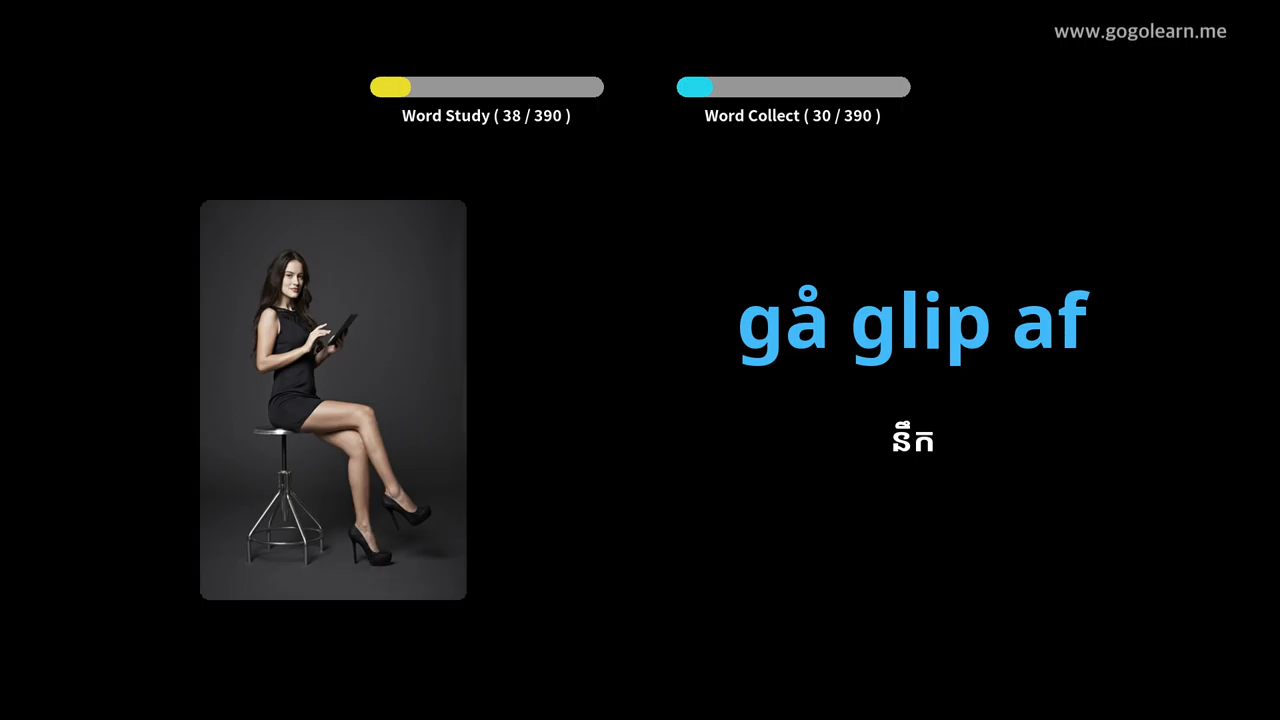 www.gogolearn.me
Word Study ( 38 / 390 )
Word Collect ( 30 / 390 )
gå glip af
នឹក